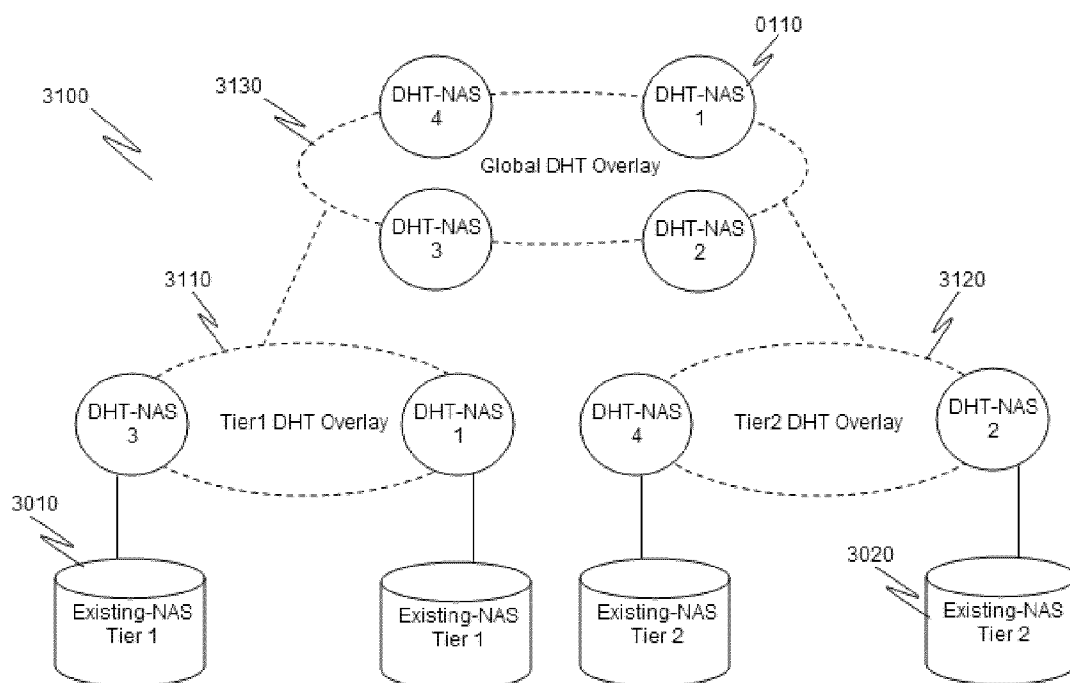 0110
3130
3100
DHT-NAS
4
DHT-NAS
1
Global DHT Overlay
DHT-NAS
3
DHT-NAS
2
3110
3120
DHT-NAS
3
Tier1 DHT Overlay
DHT-NAS
1
DHT-NAS
4
Tier2 DHT Overlay
DHT-NAS
2
3010
3020
Existing-NAS
Tier 1
Existing-NAS
Tier 1
Existing-NAS
Tier 2
Existing-NAS
Tier 2